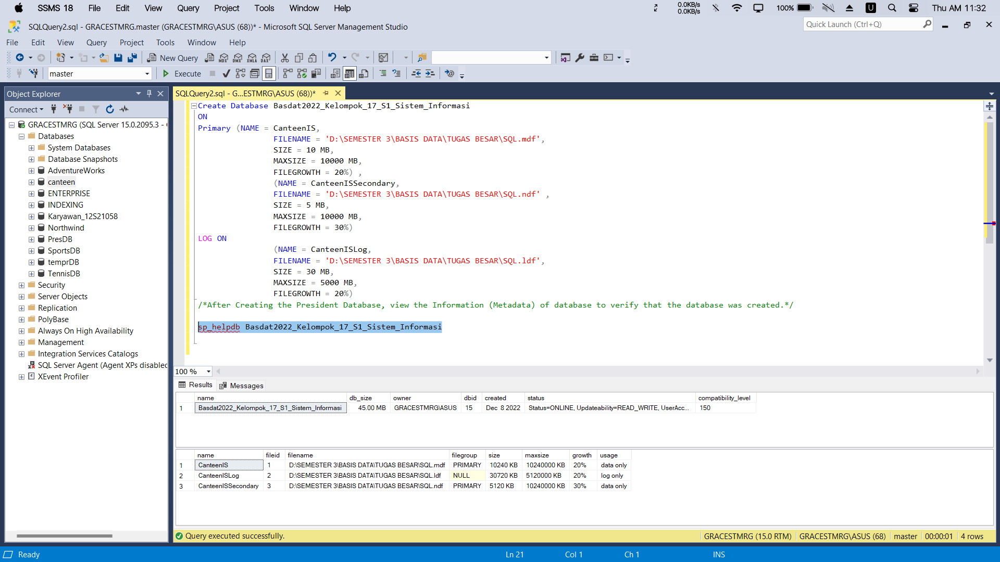 SSMS 18 File Edit View Query Project Tools Window Help 0.0KB/s 0.0KB/s 100% U Thu AM 11:32
SQLQuery2.sql - GRACESTMRG.master (GRACESTMRG\ASUS (68))* - Microsoft SQL Server Management Studio
Quick Launch (Ctrl+Q)
File Edit View Query Project Tools Window Help
New Query MDX DMX XMLA DAX
master Execute
Object Explorer
Connect
GRACESTMRG (SQL Server 15.0.2095.3 -
Databases
System Databases
Database Snapshots
AdventureWorks
canteen
ENTERPRISE
INDEXING
Karyawan_12S21058
Northwind
PresDB
SportsDB
temprDB
TennisDB
Security
Server Objects
Replication
PolyBase
Always On High Availability
Management
Integration Services Catalogs
SQL Server Agent (Agent XPs disabled
XEvent Profiler
SQLQuery2.sql - G...ESTMRG\ASUS (68))*
Create Database Basdat2022_Kelompok_17_S1_Sistem_Informasi
ON
Primary (NAME = CanteenIS,
FILENAME = 'D:\SEMESTER 3\BASIS DATA\TUGAS BESAR\SQL.mdf',
SIZE = 10 MB,
MAXSIZE = 10000 MB,
FILEGROWTH = 20%) ,
(NAME = CanteenISSecondary,
FILENAME = 'D:\SEMESTER 3\BASIS DATA\TUGAS BESAR\SQL.ndf' ,
SIZE = 5 MB,
MAXSIZE = 10000 MB,
FILEGROWTH = 30%)
LOG ON
(NAME = CanteenISLog,
FILENAME = 'D:\SEMESTER 3\BASIS DATA\TUGAS BESAR\SQL.ldf',
SIZE = 30 MB,
MAXSIZE = 5000 MB,
FILEGROWTH = 20%)
/*After Creating the President Database, view the Information (Metadata) of database to verify that the database was created.*/
sp_helpdb Basdat2022_Kelompok_17_S1_Sistem_Informasi
100 %
Results Messages
name db_size owner dbid created status compatibility_level
1 Basdat2022_Kelompok_17_S1_Sistem_Informasi 45.00 MB GRACESTMRG\ASUS 15 Dec 8 2022 Status=ONLINE, Updateability=READ_WRITE, UserAcc... 150
name fileid filename filegroup size maxsize growth usage
1 CanteenIS 1 D:\SEMESTER 3\BASIS DATA\TUGAS BESAR\SQL.mdf PRIMARY 10240 KB 10240000 KB 20% data only
2 CanteenISLog 2 D:\SEMESTER 3\BASIS DATA\TUGAS BESAR\SQL.ldf NULL 30720 KB 5120000 KB 20% log only
3 CanteenISSecondary 3 D:\SEMESTER 3\BASIS DATA\TUGAS BESAR\SQL.ndf PRIMARY 5120 KB 10240000 KB 30% data only
Query executed successfully. GRACESTMRG (15.0 RTM) GRACESTMRG\ASUS (68) master 00:00:01 4 rows
Ready Ln 21 Col 1 Ch 1 INS